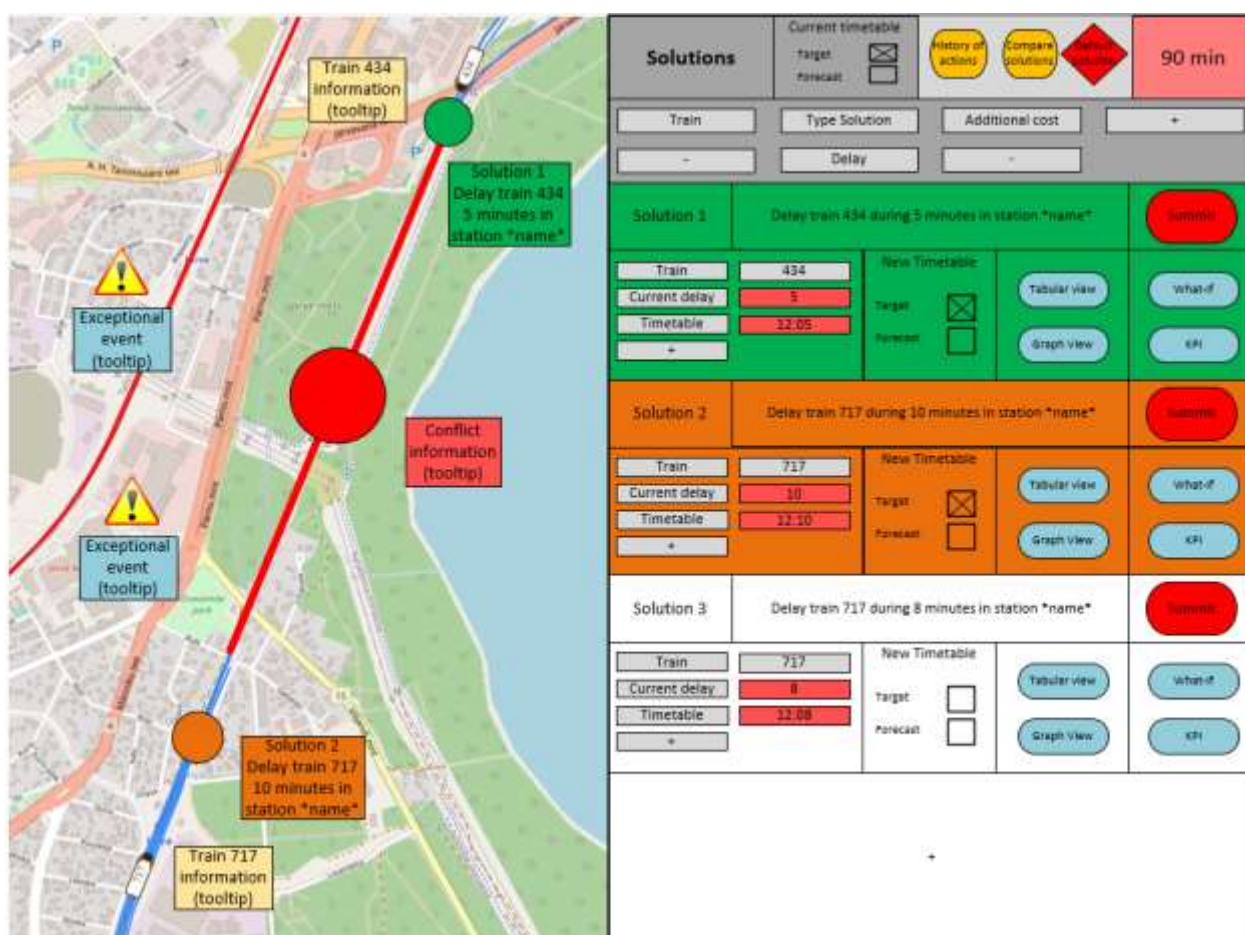 Train 434
information
(tooltip)
434
P
P
Solution 1
Delay train 434
5 minutes in
station *name*
Exceptional
event
(tooltip)
Conflict
information
(tooltip)
Exceptional
event
(tooltip)
Solution 2
Delay train 717
10 minutes in
station *name*
Train 717
information
(tooltip)
Solutions
Current timetable
Target
Forecast
History of
actions
Compare
solutions
90 min
Train
Type Solution
Additional cost
+
-
Delay
-
Solution 1
Delay train 434 during 5 minutes in station *name*
Summit
Train
434
Current delay
5
Timetable
12:05
+
New Timetable
Target
Forecast
Tabular view
What-if
Graph View
KPI
Solution 2
Delay train 717 during 10 minutes in station *name*
Summit
Train
717
Current delay
10
Timetable
12:10
+
New Timetable
Target
Forecast
Tabular view
What-if
Graph View
KPI
Solution 3
Delay train 717 during 8 minutes in station *name*
Summit
Train
717
Current delay
8
Timetable
12:08
+
New Timetable
Target
Forecast
Tabular view
What-if
Graph View
KPI
+